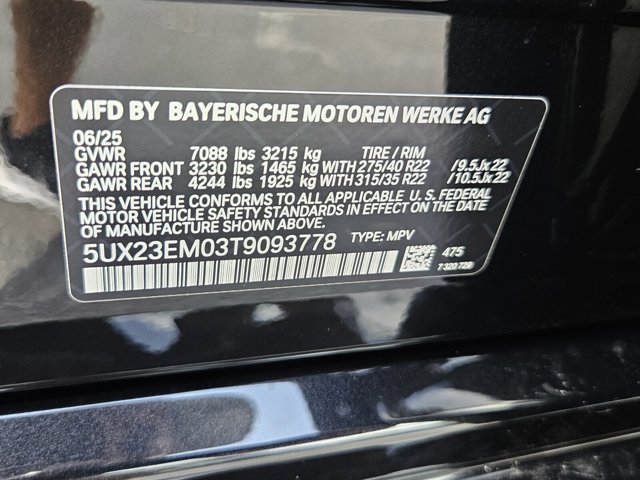 MFD BY BAYERISCHE MOTOREN WERKE AG
06/25
GVWR 7088 lbs 3215 kg TIRE / RIM
GAWR FRONT 3230 lbs 1465 kg WITH 275/40 R22 /9.5Jx22
GAWR REAR 4244 lbs 1925 kg WITH 315/35 R22 /10.5Jx22
THIS VEHICLE CONFORMS TO ALL APPLICABLE U. S. FEDERAL
MOTOR VEHICLE SAFETY STANDARDS IN EFFECT ON THE DATE
OF MANUFACTURE SHOWN ABOVE.
5UX23EM03T9093778 TYPE: MPV
475
7 320 729